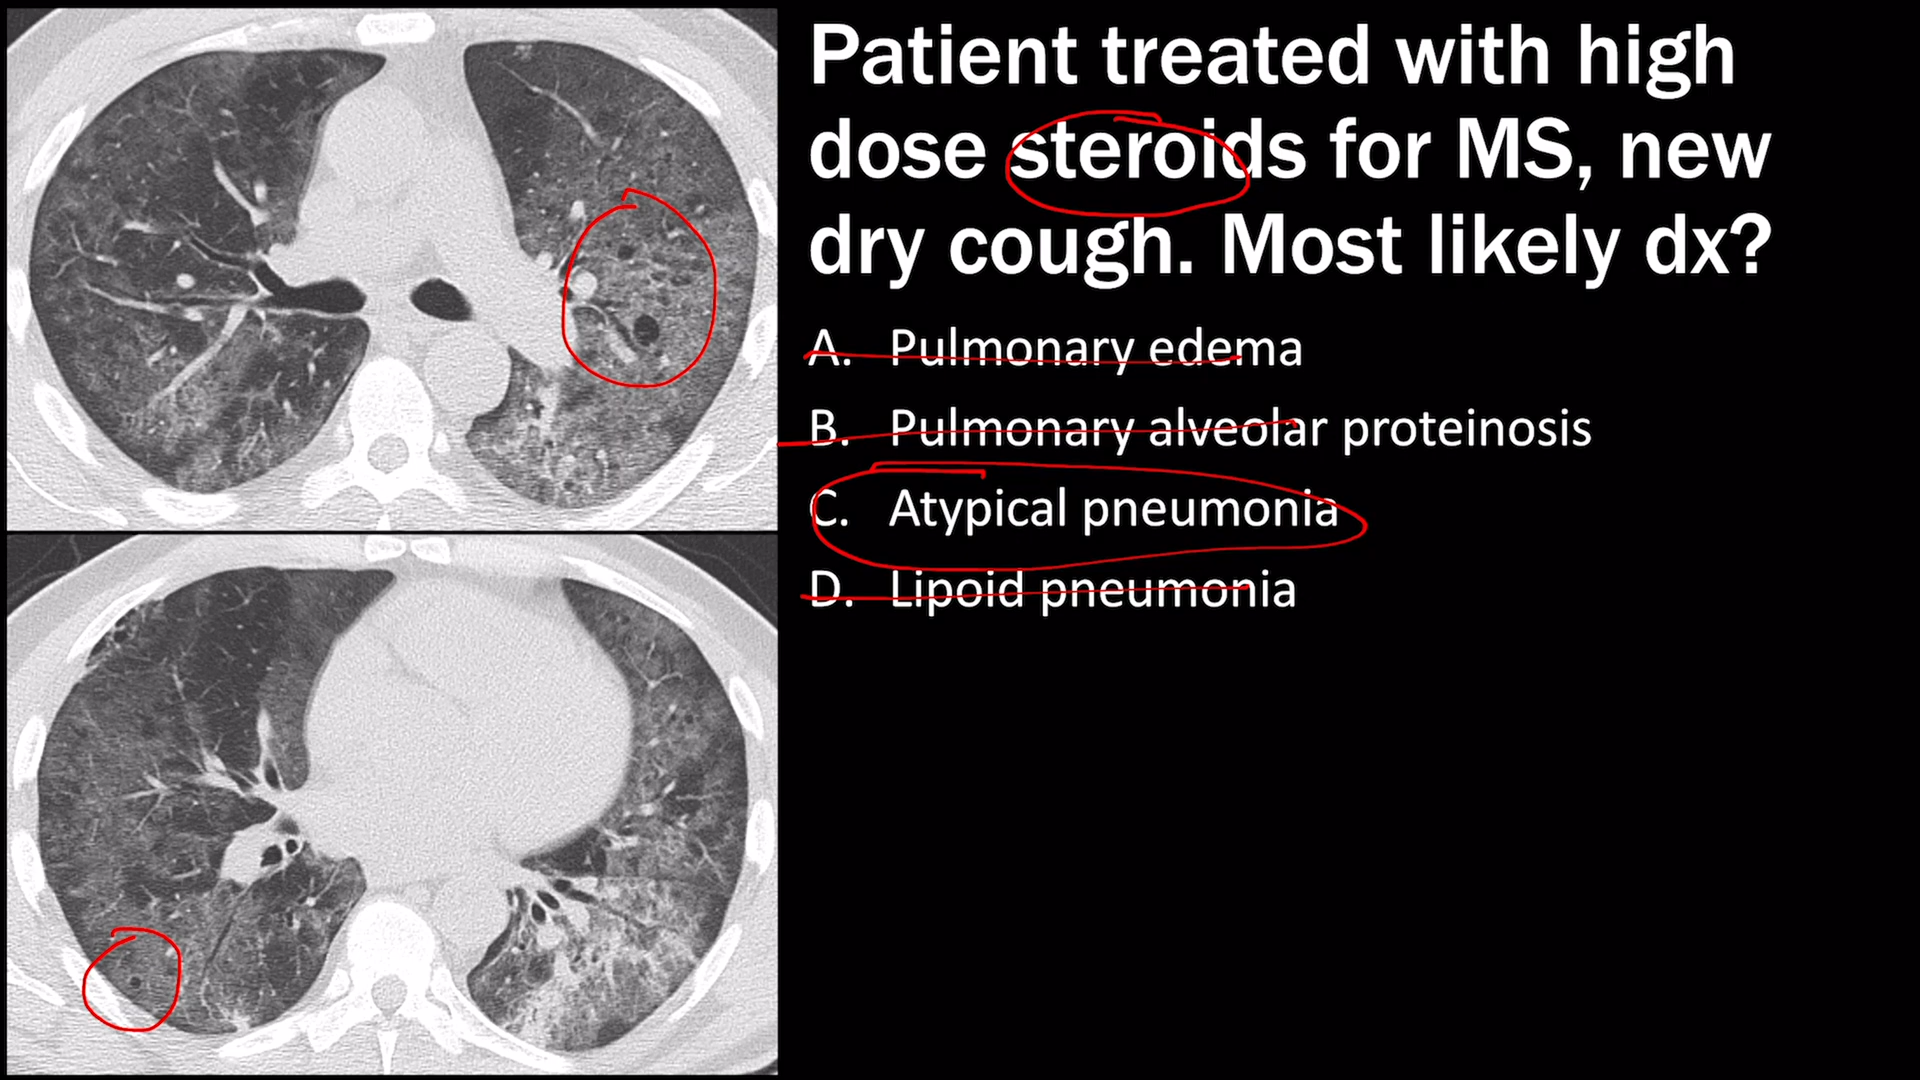 Patient treated with high
dose steroids for MS, new
dry cough. Most likely dx?
A. Pulmonary edema
B. Pulmonary alveolar proteinosis
C. Atypical pneumonia
D. Lipoid pneumonia